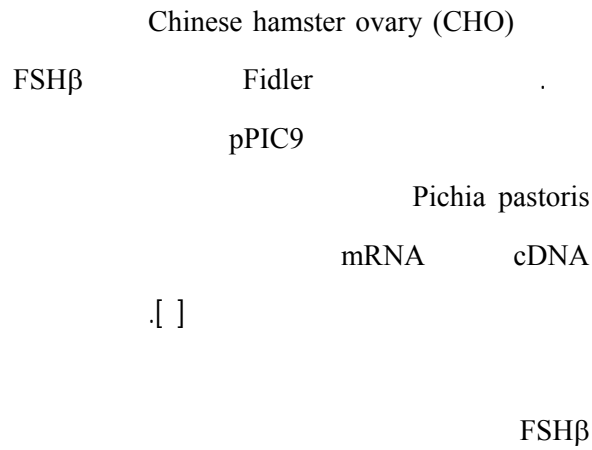 Chinese hamster ovary (CHO)
FSHβ Fidler .
pPIC9
Pichia pastoris
mRNA cDNA
.[ ]
FSHβ